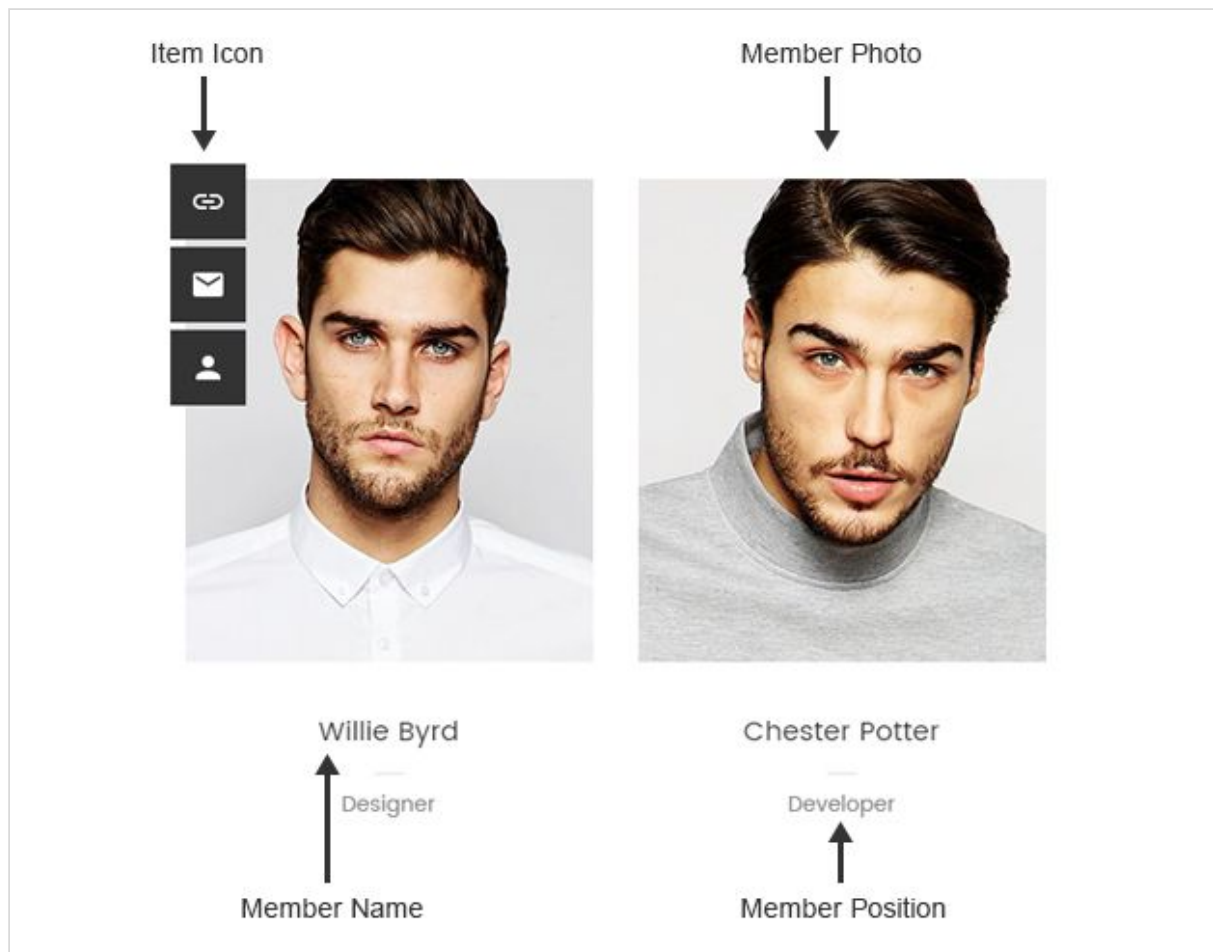 Item Icon
Member Photo
Willie Byrd
Chester Potter
Designer
Developer
Member Name
Member Position